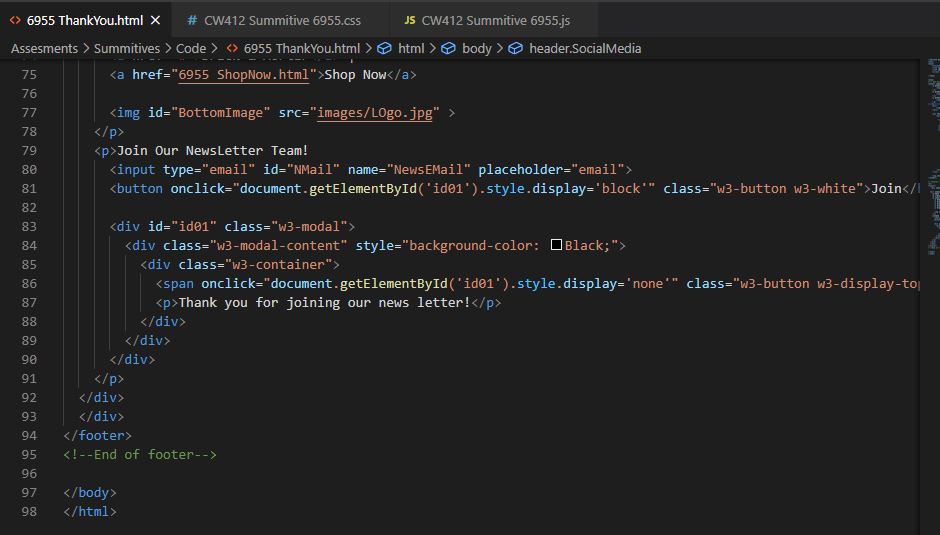 6955 ThankYou.html CW412 Summitive 6955.css CW412 Summitive 6955.js
Assesments > Summitives > Code > 6955 ThankYou.html > html > body > header.SocialMedia
75 <a href="6955 ShopNow.html">Shop Now</a>
76
77 <img id="BottomImage" src="images/LOgo.jpg" >
78 </p>
79 <p>Join Our NewsLetter Team!
80 <input type="email" id="NMail" name="NewsEMail" placeholder="email">
81 <button onclick="document.getElementById('id01').style.display='block'" class="w3-button w3-white">Join</
82
83 <div id="id01" class="w3-modal">
84 <div class="w3-modal-content" style="background-color: Black;">
85 <div class="w3-container">
86 <span onclick="document.getElementById('id01').style.display='none'" class="w3-button w3-display-top
87 <p>Thank you for joining our news letter!</p>
88 </div>
89 </div>
90 </div>
91 </p>
92 </div>
93 </div>
94 </footer>
95 <!--End of footer-->
96
97 </body>
98 </html>